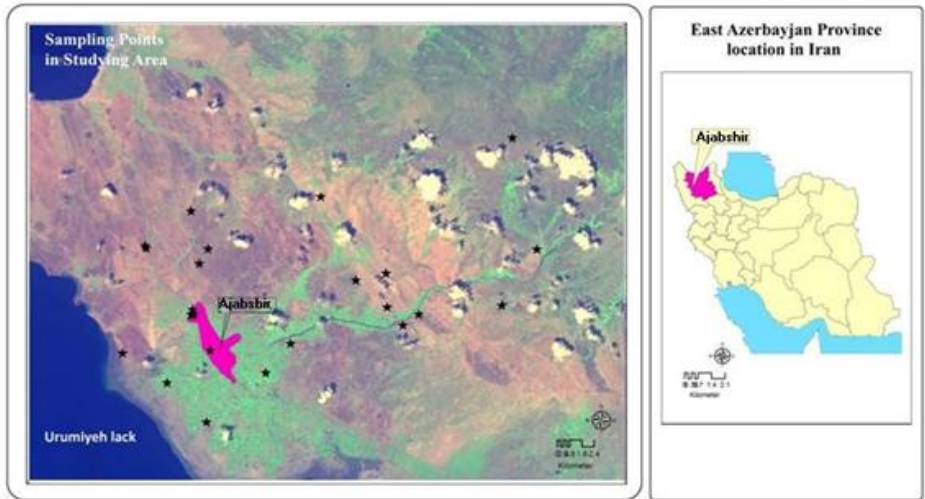 Sampling Points
in Studying Area
Ajabshir
Urumiyeh lack
Kilometer
East Azerbayjan Province
location in Iran
Ajabshir
Kilometer